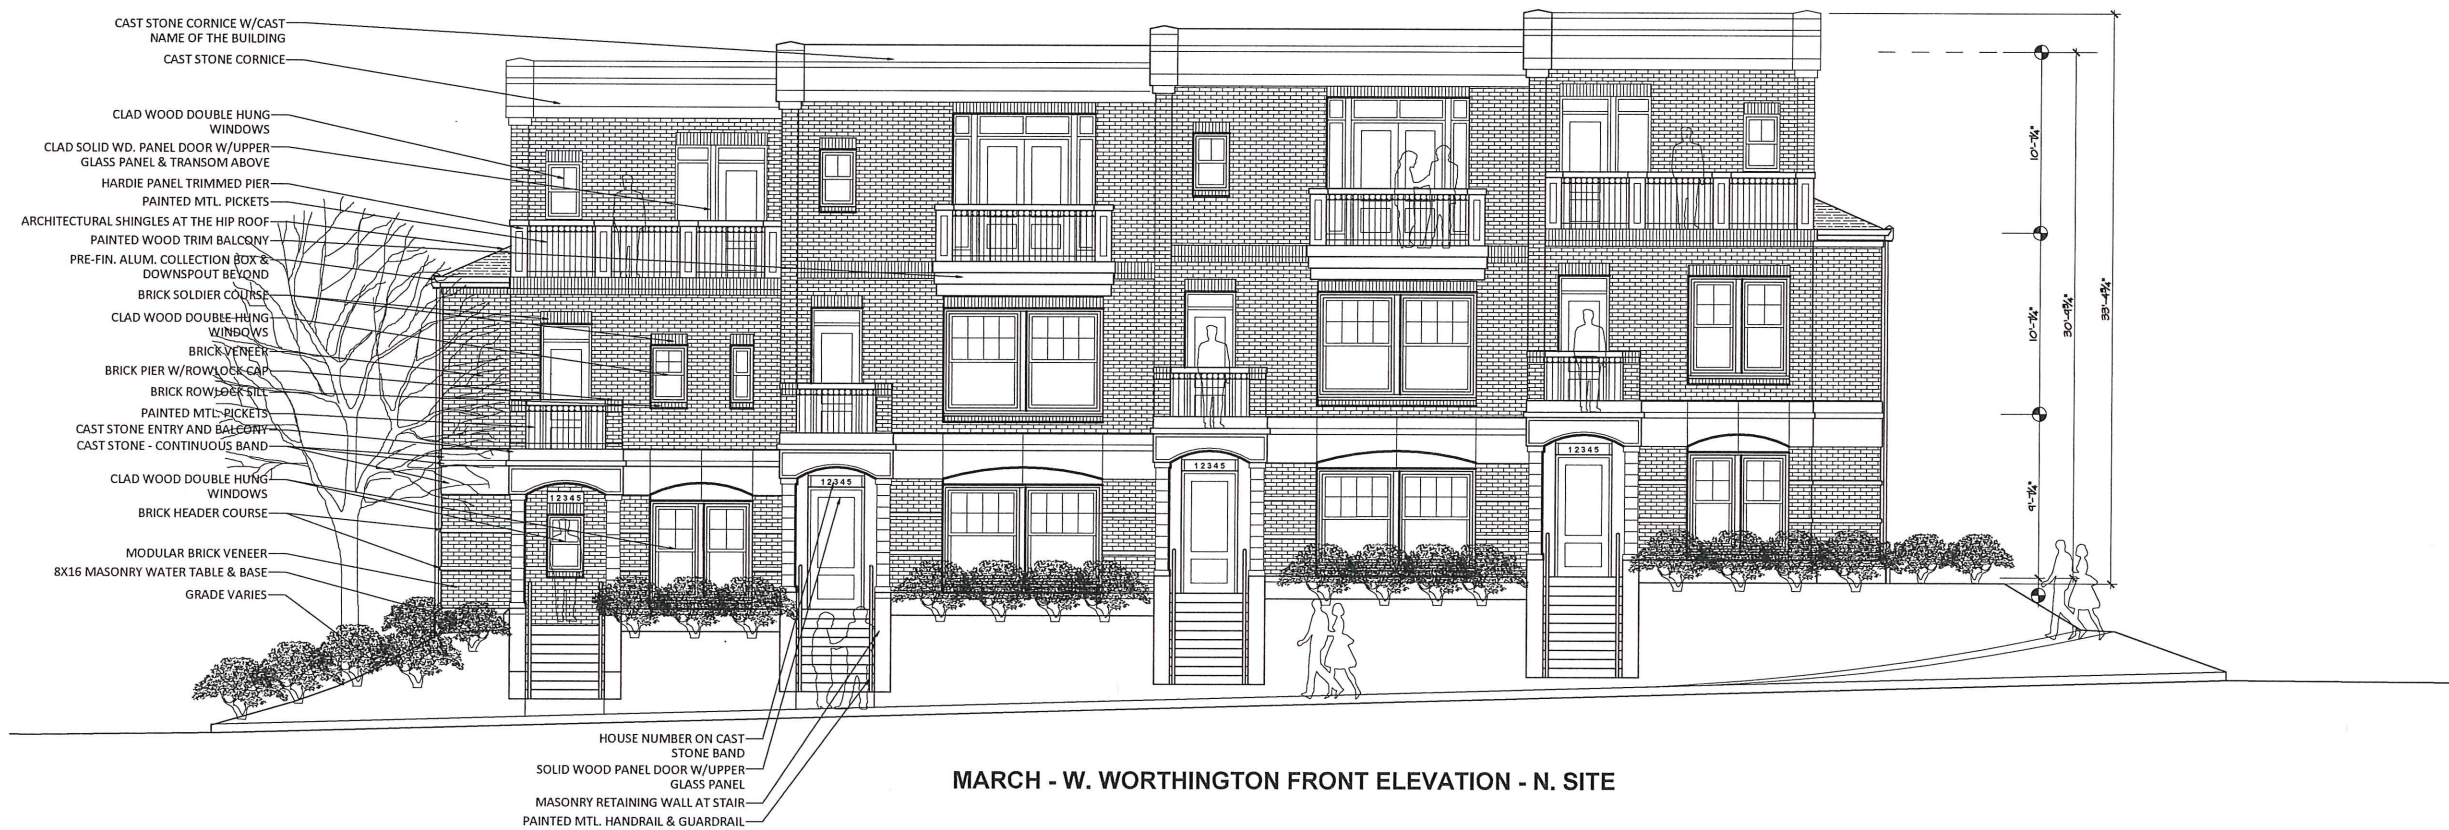 CAST STONE CORNICE W/CAST
NAME OF THE BUILDING
CAST STONE CORNICE
CLAD WOOD DOUBLE HUNG
WINDOWS
CLAD SOLID WD. PANEL DOOR W/UPPER
GLASS PANEL & TRANSOM ABOVE
HARDIE PANEL TRIMMED PIER
PAINTED MTL. PICKETS
ARCHITECTURAL SHINGLES AT THE HIP ROOF
PAINTED WOOD TRIM BALCONY
PRE-FIN. ALUM. COLLECTION BOX &
DOWNSPOUT BEYOND
BRICK SOLDIER COURSE
CLAD WOOD DOUBLE HUNG
WINDOWS
BRICK VENEER
BRICK PIER W/ROWLOCK CAP
BRICK ROWLOCK SILL
PAINTED MTL. PICKETS
CAST STONE ENTRY AND BALCONY
CAST STONE - CONTINUOUS BAND
CLAD WOOD DOUBLE HUNG
WINDOWS
BRICK HEADER COURSE
MODULAR BRICK VENEER
8X16 MASONRY WATER TABLE & BASE
GRADE VARIES
12345
12345
12345
12345
10'-7¼"
10'-7¼"
9'-7¼"
30'-9¾"
33'-4¾"
HOUSE NUMBER ON CAST
STONE BAND
SOLID WOOD PANEL DOOR W/UPPER
GLASS PANEL
MASONRY RETAINING WALL AT STAIR
PAINTED MTL. HANDRAIL & GUARDRAIL
MARCH - W. WORTHINGTON FRONT ELEVATION - N. SITE